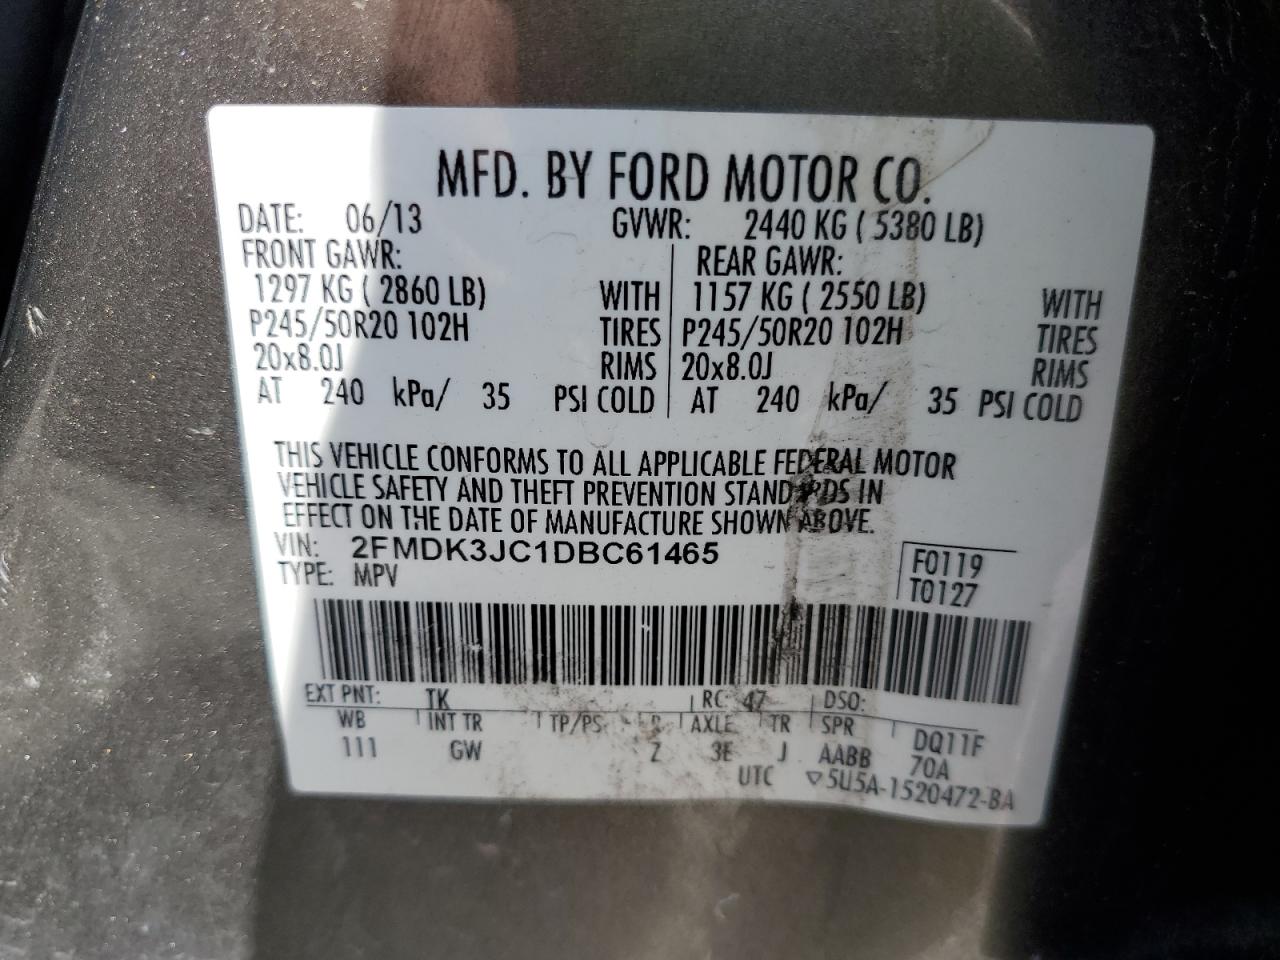 MFD. BY FORD MOTOR CO.
DATE: 06/13 GVWR: 2440 KG ( 5380 LB)
FRONT GAWR: REAR GAWR:
1297 KG ( 2860 LB) WITH 1157 KG ( 2550 LB) WITH
P245/50R20 102H TIRES P245/50R20 102H TIRES
20x8.0J RIMS 20x8.0J RIMS
AT 240 kPa/ 35 PSI COLD AT 240 kPa/ 35 PSI COLD
THIS VEHICLE CONFORMS TO ALL APPLICABLE FEDERAL MOTOR
VEHICLE SAFETY AND THEFT PREVENTION STANDARDS IN
EFFECT ON THE DATE OF MANUFACTURE SHOWN ABOVE.
VIN: 2FMDK3JC1DBC61465 F0119
TYPE: MPV T0127
EXT PNT: TK RC: 47 DSO:
WB INT TR TP/PS R AXLE TR SPR DQ11F
111 GW Z 3E J AABB 70A
UTC ▽5U5A-1520472-BA